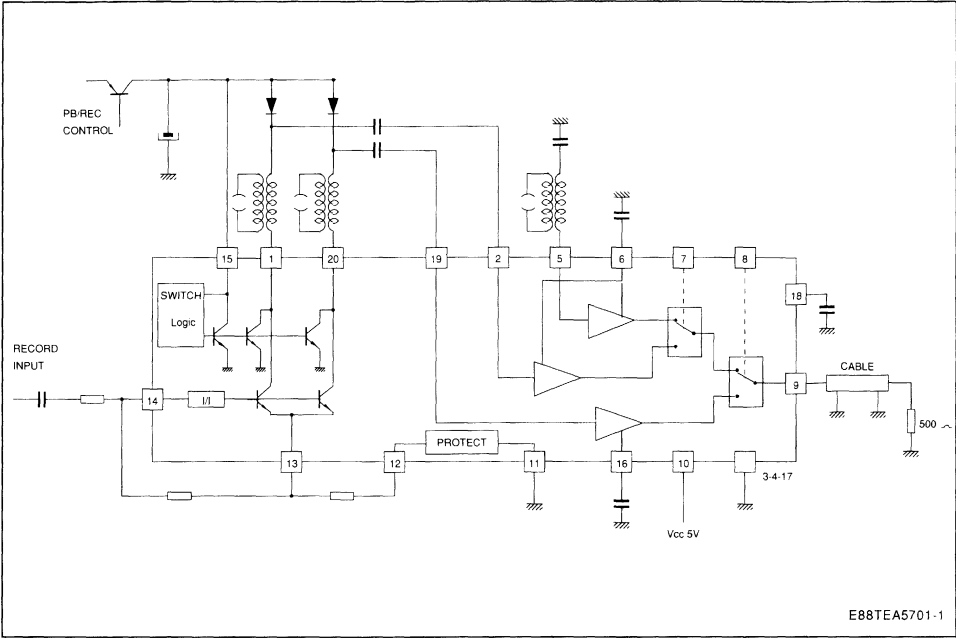 PB/REC
CONTROL
15
1
20
19
2
5
6
7
8
SWITCH
Logic
18
RECORD
INPUT
14
I/I
CABLE
9
500
PROTECT
13
12
11
16
10
3-4-17
Vcc 5V
E88TEA5701-1